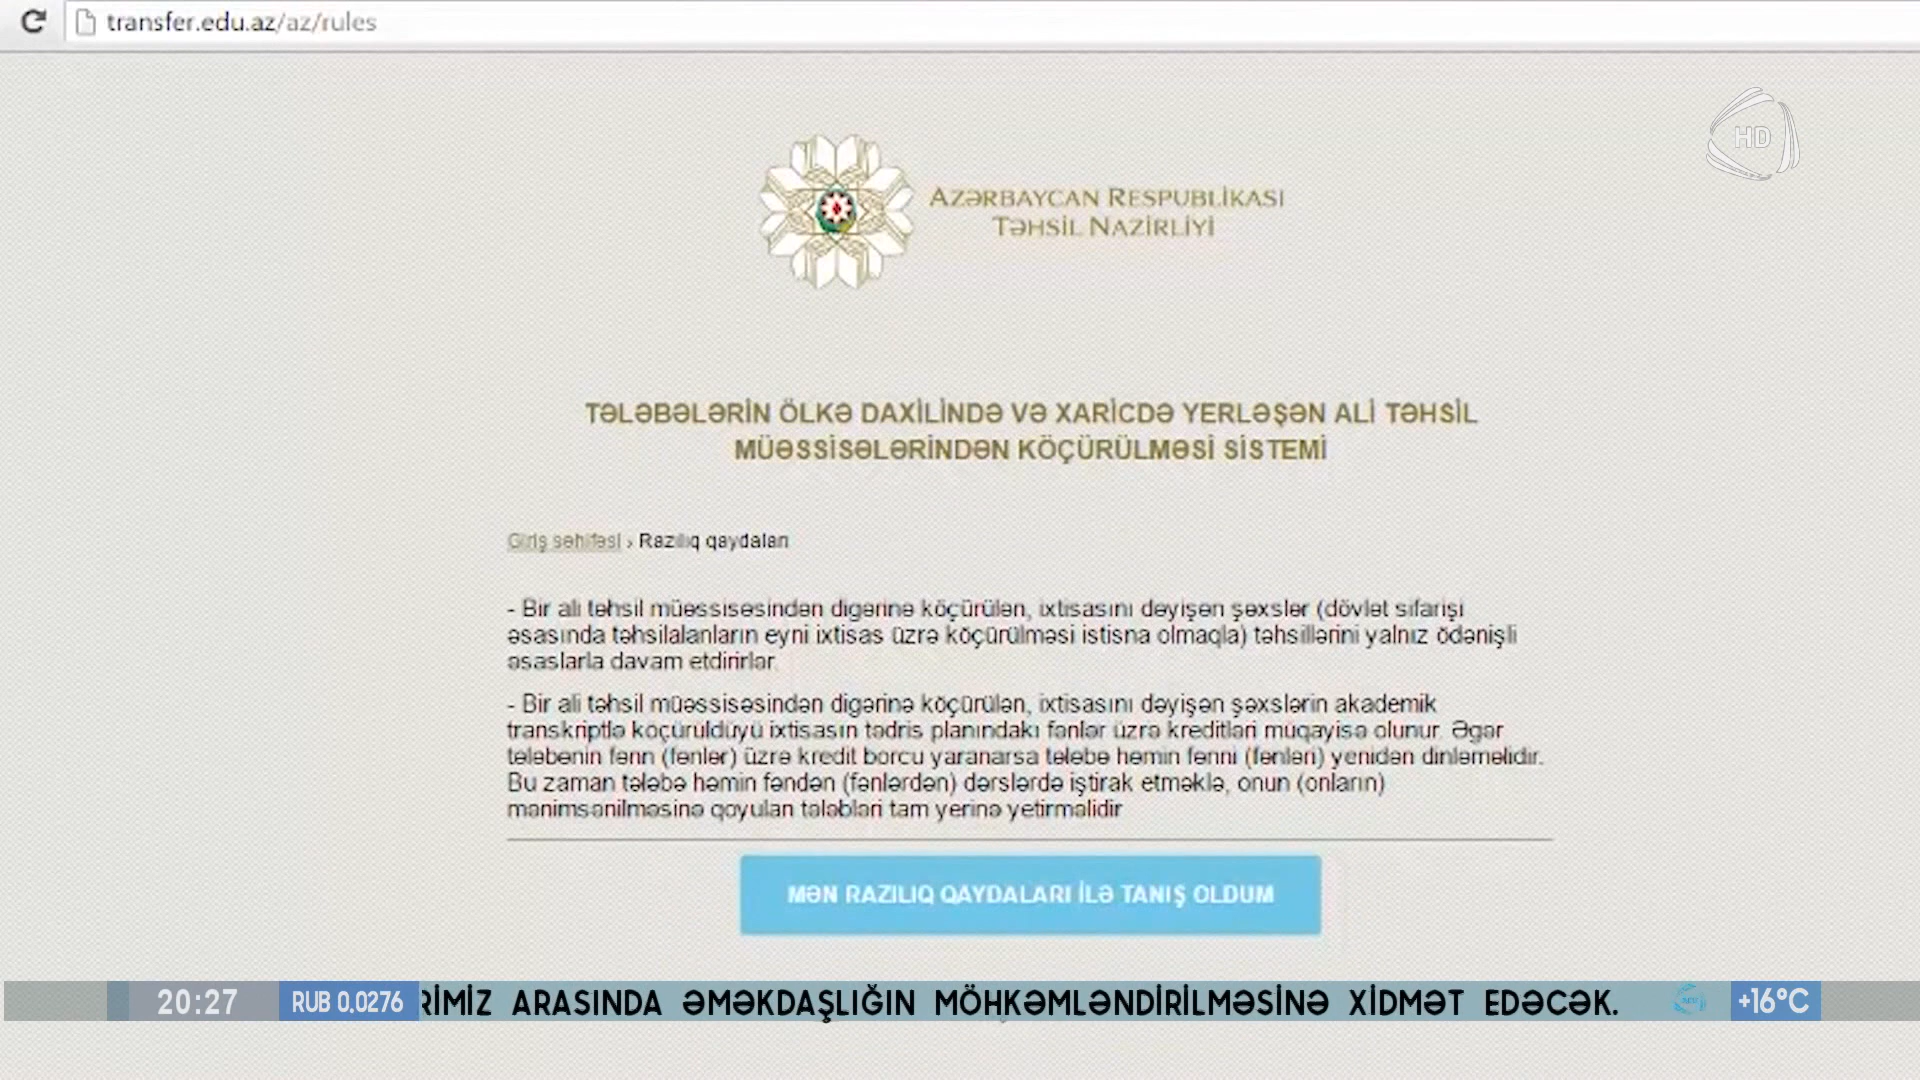 transfer.edu.az/az/rules
HD
AZƏRBAYCAN RESPUBLİKASI
TƏHSİL NAZİRLİYİ
TƏLƏBƏLƏRİN ÖLKƏ DAXİLİNDƏ VƏ XARİCDƏ YERLƏŞƏN ALİ TƏHSİL
MÜƏSSİSƏLƏRİNDƏN KÖÇÜRÜLMƏSİ SİSTEMİ
Giriş səhifəsi › Razılıq qaydaları
- Bir ali təhsil müəssisəsindən digərinə köçürülən, ixtisasını dəyişən şəxslər (dövlət sifarişi
əsasında təhsilalanların eyni ixtisas üzrə köçürülməsi istisna olmaqla) təhsillərini yalnız ödənişli
əsaslarla davam etdirirlər.
- Bir ali təhsil müəssisəsindən digərinə köçürülən, ixtisasını dəyişən şəxslərin akademik
transkriptlə köçürüldüyü ixtisasın tədris planındakı fənlər üzrə kreditləri müqayisə olunur. Əgər
tələbənin fənn (fənlər) üzrə kredit borcu yaranarsa tələbə həmin fənni (fənləri) yenidən dinləməlidir.
Bu zaman tələbə həmin fəndən (fənlərdən) dərslərdə iştirak etməklə, onun (onların)
mənimsənilməsinə qoyulan tələbləri tam yerinə yetirməlidir
MƏN RAZILIQ QAYDALARI İLƏ TANIŞ OLDUM
20:27 RUB 0.0276 RİMİZ ARASINDA ƏMƏKDAŞLIĞIN MÖHKƏMLƏNDİRİLMƏSİNƏ XİDMƏT EDƏCƏK. +16°C